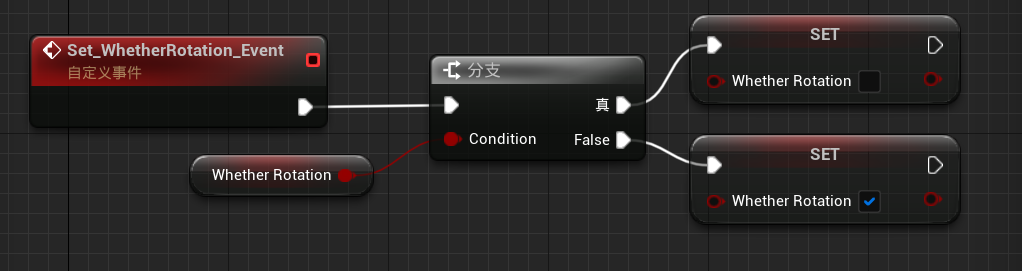 Set_WhetherRotation_Event
自定义事件
分支
真
Condition
False
Whether Rotation
SET
Whether Rotation
SET
Whether Rotation